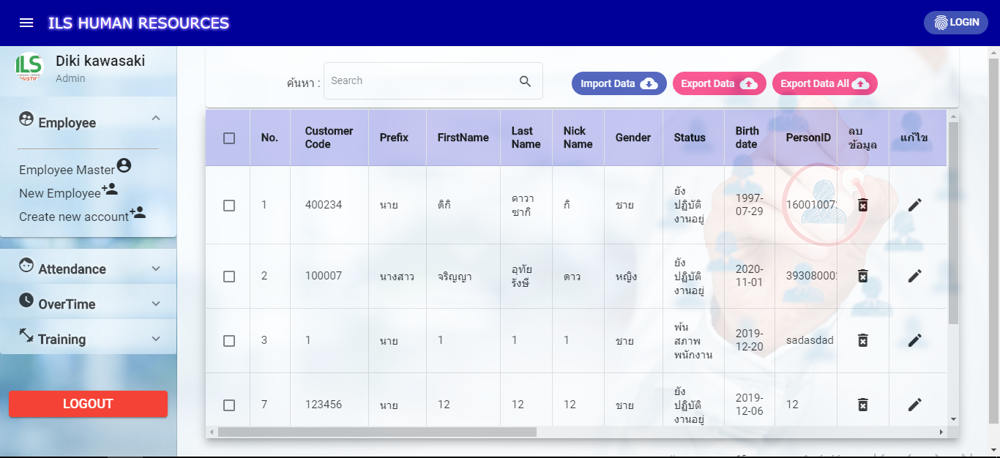 ILS HUMAN RESOURCES
LOGIN
ILS
Diki kawasaki
Admin
Employee
Employee Master
New Employee
Create new account
Attendance
OverTime
Training
LOGOUT
ค้นหา :
Search
Import Data
Export Data
Export Data All
No.
Customer
Code
Prefix
FirstName
Last
Name
Nick
Name
Gender
Status
Birth
date
PersonID
ลบ
ข้อมูล
แก้ไข
1
400234
นาย
ดิกิ
คาวา
ซากิ
กิ
ชาย
ยัง
ปฏิบัติ
งานอยู่
1997-
07-29
16001007
2
100007
นางสาว
จริญญา
อุทัย
รังษี
ดาว
หญิง
ยัง
ปฏิบัติ
งานอยู่
2020-
11-01
39308000
3
1
นาย
1
1
1
ชาย
พ้น
สภาพ
พนักงาน
2019-
12-20
sadasdad
7
123456
นาย
12
12
12
ชาย
ยัง
ปฏิบัติ
งานอยู่
2019-
12-06
12